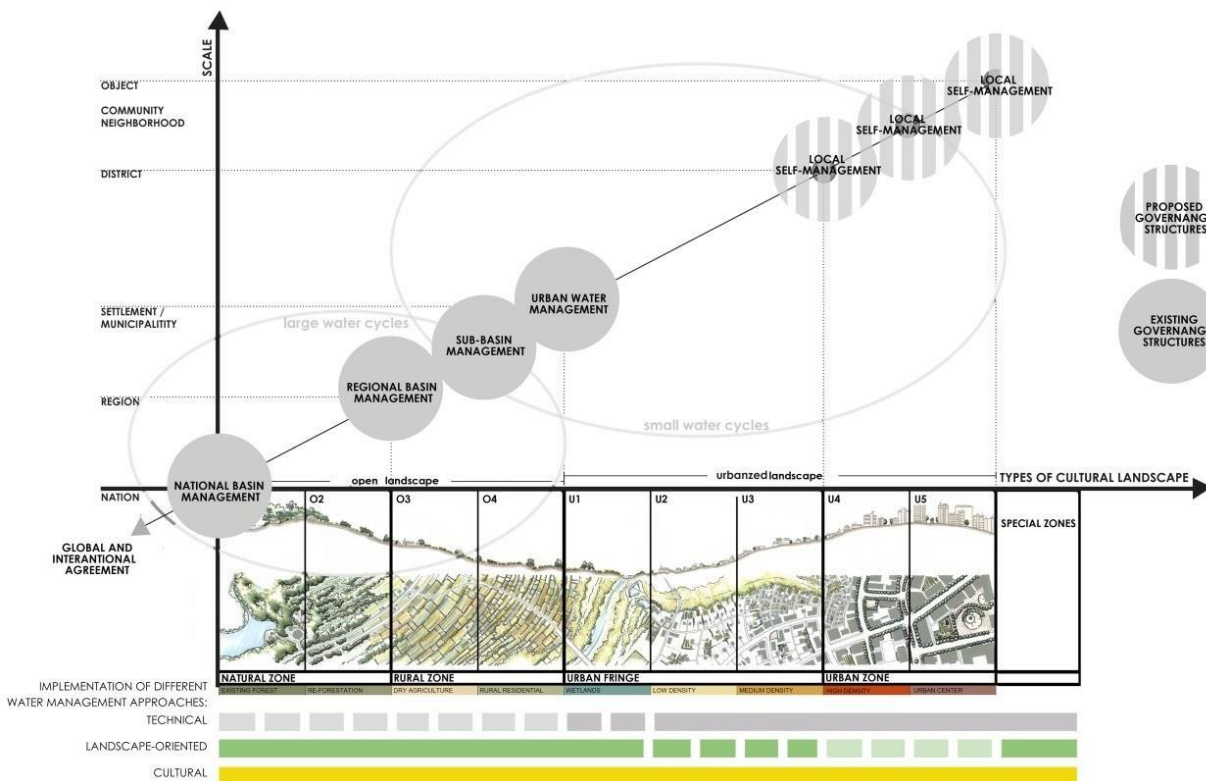 SCALE
OBJECT
COMMUNITY
NEIGHBORHOOD
DISTRICT
SETTLEMENT /
MUNICIPALITITY
REGION
NATION
LOCAL
SELF-MANAGEMENT
LOCAL
SELF-MANAGEMENT
LOCAL
SELF-MANAGEMENT
PROPOSED
STRUCTURES
EXISTING
STRUCTURES
URBAN WATER
MANAGEMENT
large water cycles
SUB-BASIN
MANAGEMENT
REGIONAL BASIN
MANAGEMENT
small water cycles
NATIONAL BASIN
MANAGEMENT
open landscape
urbanzed landscape
TYPES OF CULTURAL LANDSCAPE
GLOBAL AND
INTERANTIONAL
AGREEMENT
O2
O3
O4
U1
U2
U3
U4
U5
SPECIAL ZONES
NATURAL ZONE
RURAL ZONE
URBAN FRINGE
URBAN ZONE
EXISTING FOREST
RE-FORESTATION
DRY AGRICULTURE
RURAL RESIDENTIAL
WETLANDS
LOW DENSITY
MEDIUM DENSITY
HIGH DENSITY
URBAN CENTER
IMPLEMENTATION OF DIFFERENT
WATER MANAGEMENT APPROACHES:
TECHNICAL
LANDSCAPE-ORIENTED
CULTURAL